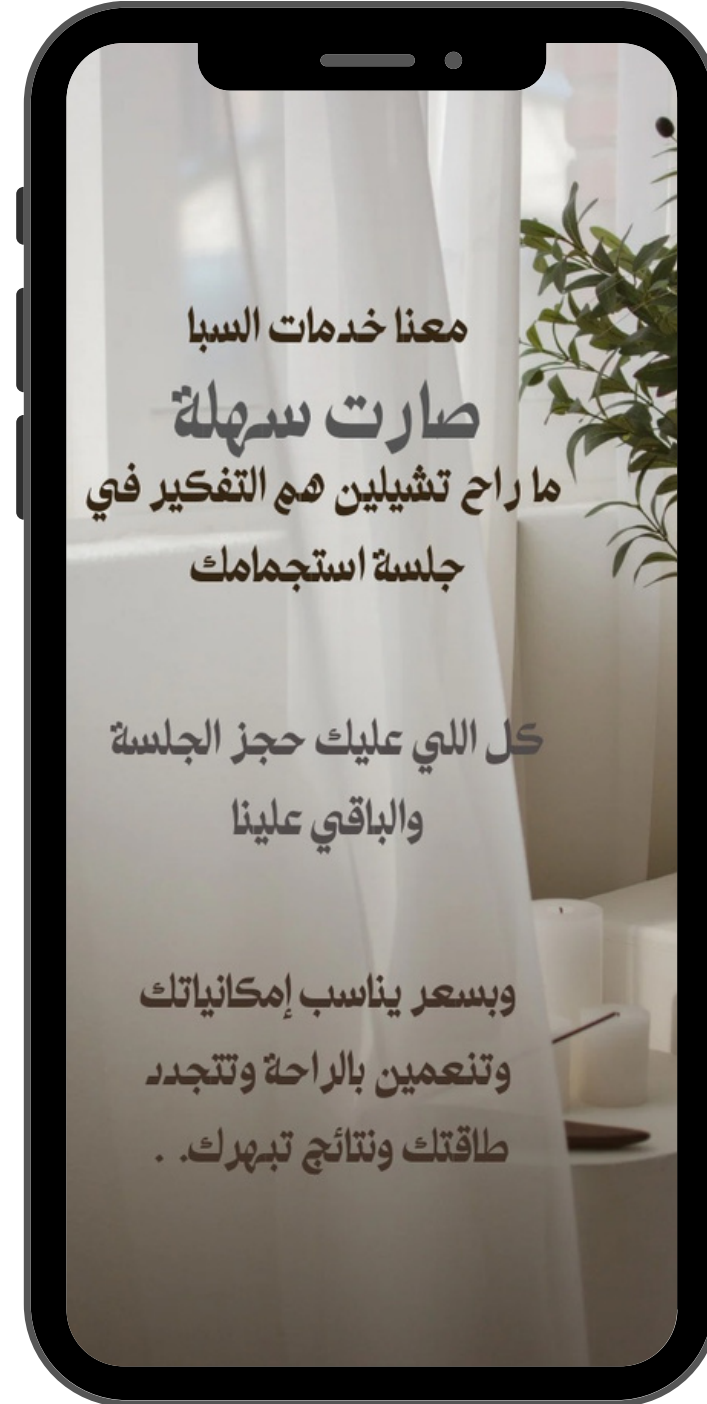 معنا خدمات السبا
صارت سهلة
ما راح تشيلين هم التفكير في
جلسة استجمامك
كل اللي عليك حجز الجلسة
والباقي علينا
وبسعر يناسب إمكانياتك
وتنعمين بالراحة وتتجدد
طاقتك ونتائج تبهرك. .